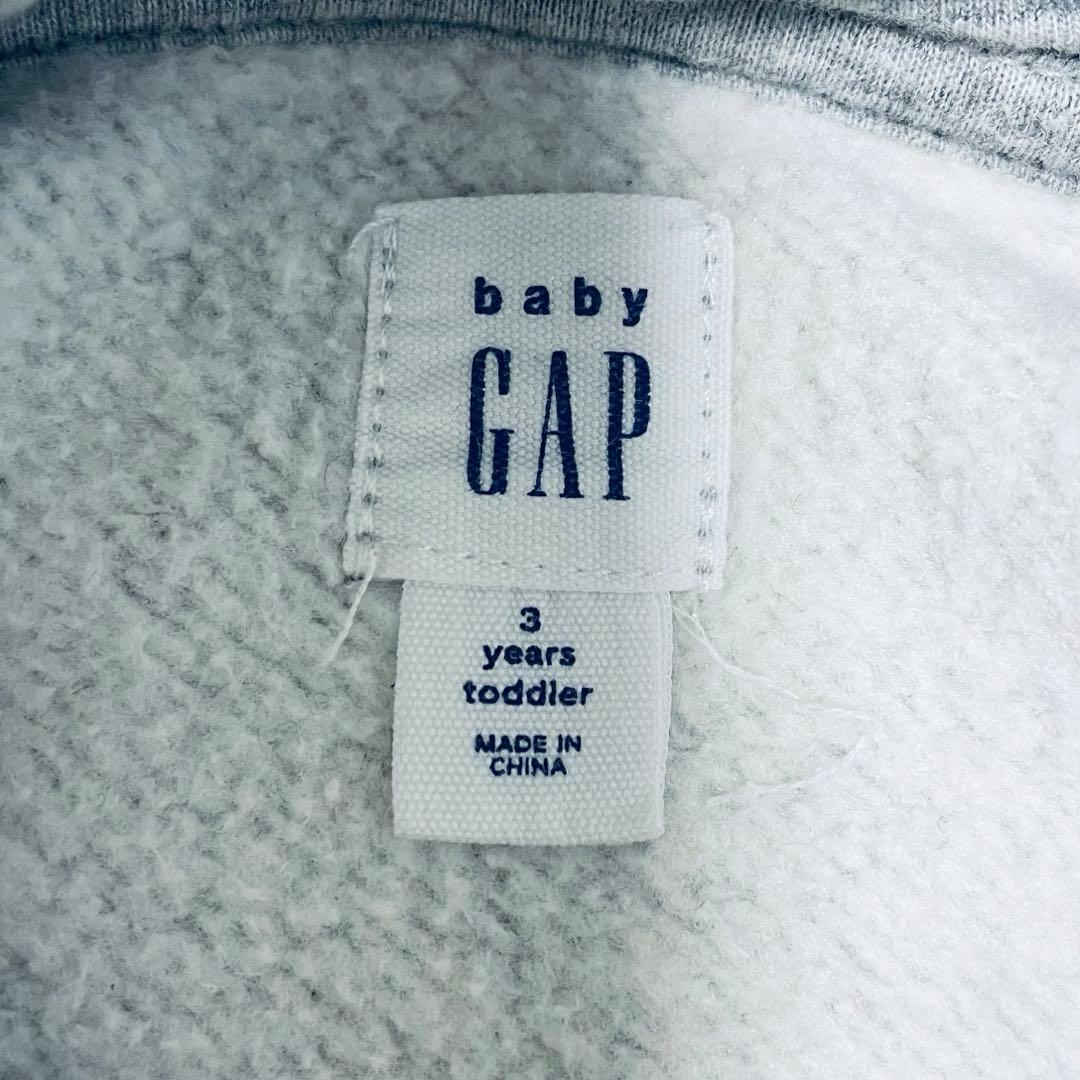 baby
GAP
3
years
toddler
MADE IN
CHINA